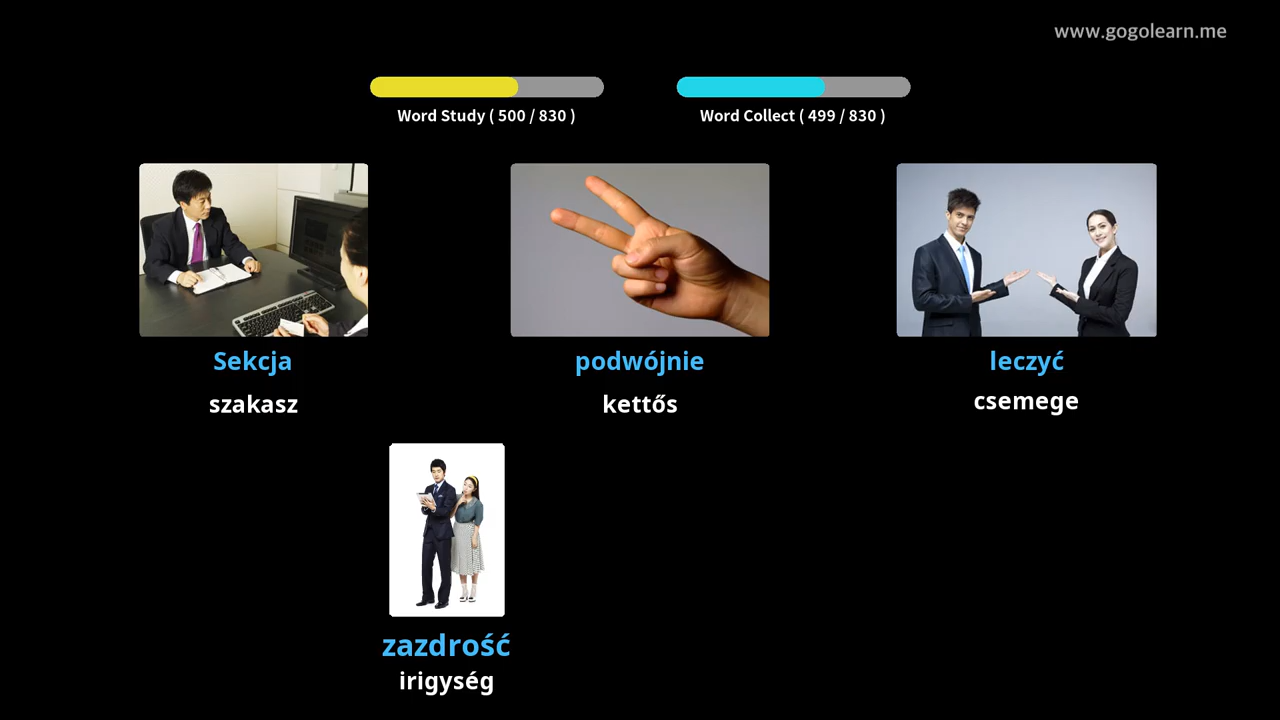 www.gogolearn.me
Word Study ( 500 / 830 )
Word Collect ( 499 / 830 )
Sekcja
szakasz
podwójnie
kettős
leczyć
csemege
zazdrość
irigység